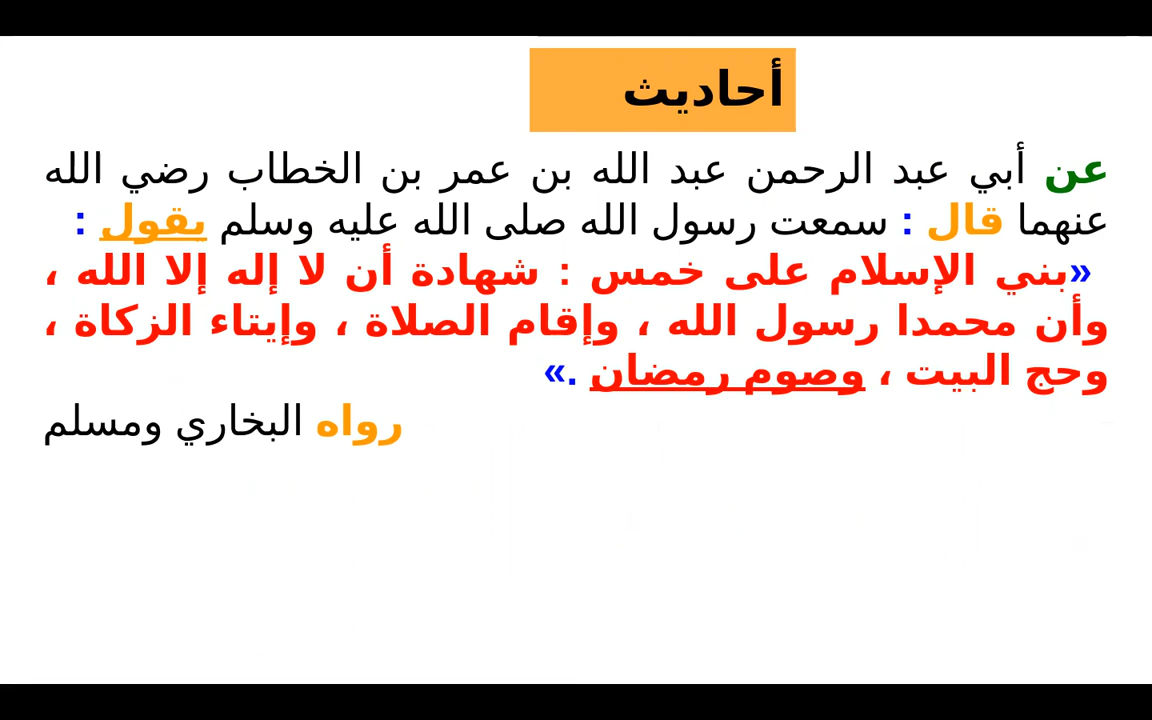 أحاديث
عن أبي عبد الرحمن عبد الله بن عمر بن الخطاب رضي الله
عنهما قال : سمعت رسول الله صلى الله عليه وسلم يقول :
«بني الإسلام على خمس : شهادة أن لا إله إلا الله ،
وأن محمدا رسول الله ، وإقام الصلاة ، وإيتاء الزكاة ،
وحج البيت ، وصوم رمضان .»
رواه البخاري ومسلم